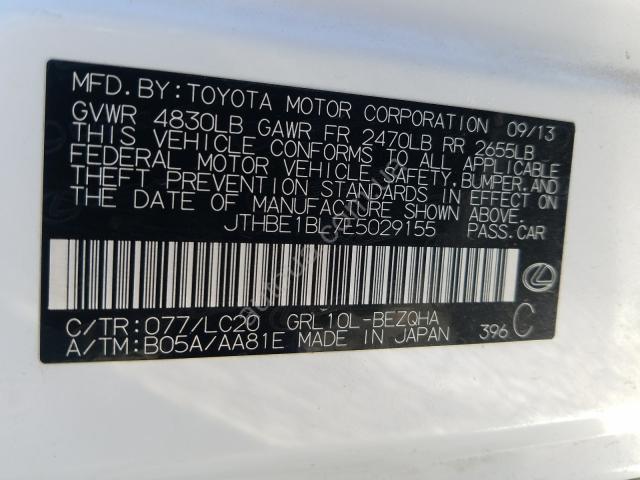 MFD. BY: TOYOTA MOTOR CORPORATION 09/13
GVWR 4830LB GAWR FR 2470LB RR 2655LB
THIS VEHICLE CONFORMS TO ALL APPLICABLE
FEDERAL MOTOR VEHICLE SAFETY, BUMPER, AND
THEFT PREVENTION STANDARDS IN EFFECT ON
THE DATE OF MANUFACTURE SHOWN ABOVE.
JTHBE1BL7E5029155 PASS. CAR
C/TR: 077/LC20 GRL10L-BEZQHA
A/TM: B05A/AA81E MADE IN JAPAN 396 C